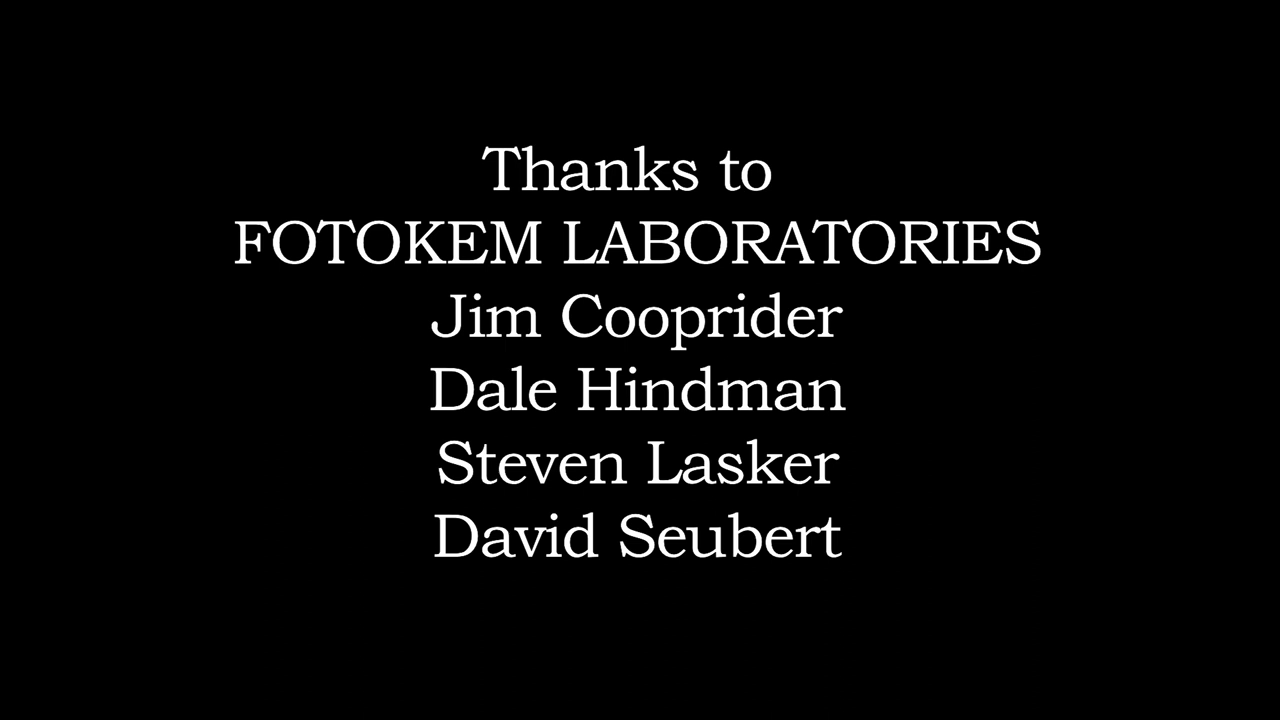 Thanks to
FOTOKEM LABORATORIES
Jim Cooprider
Dale Hindman
Steven Lasker
David Seubert